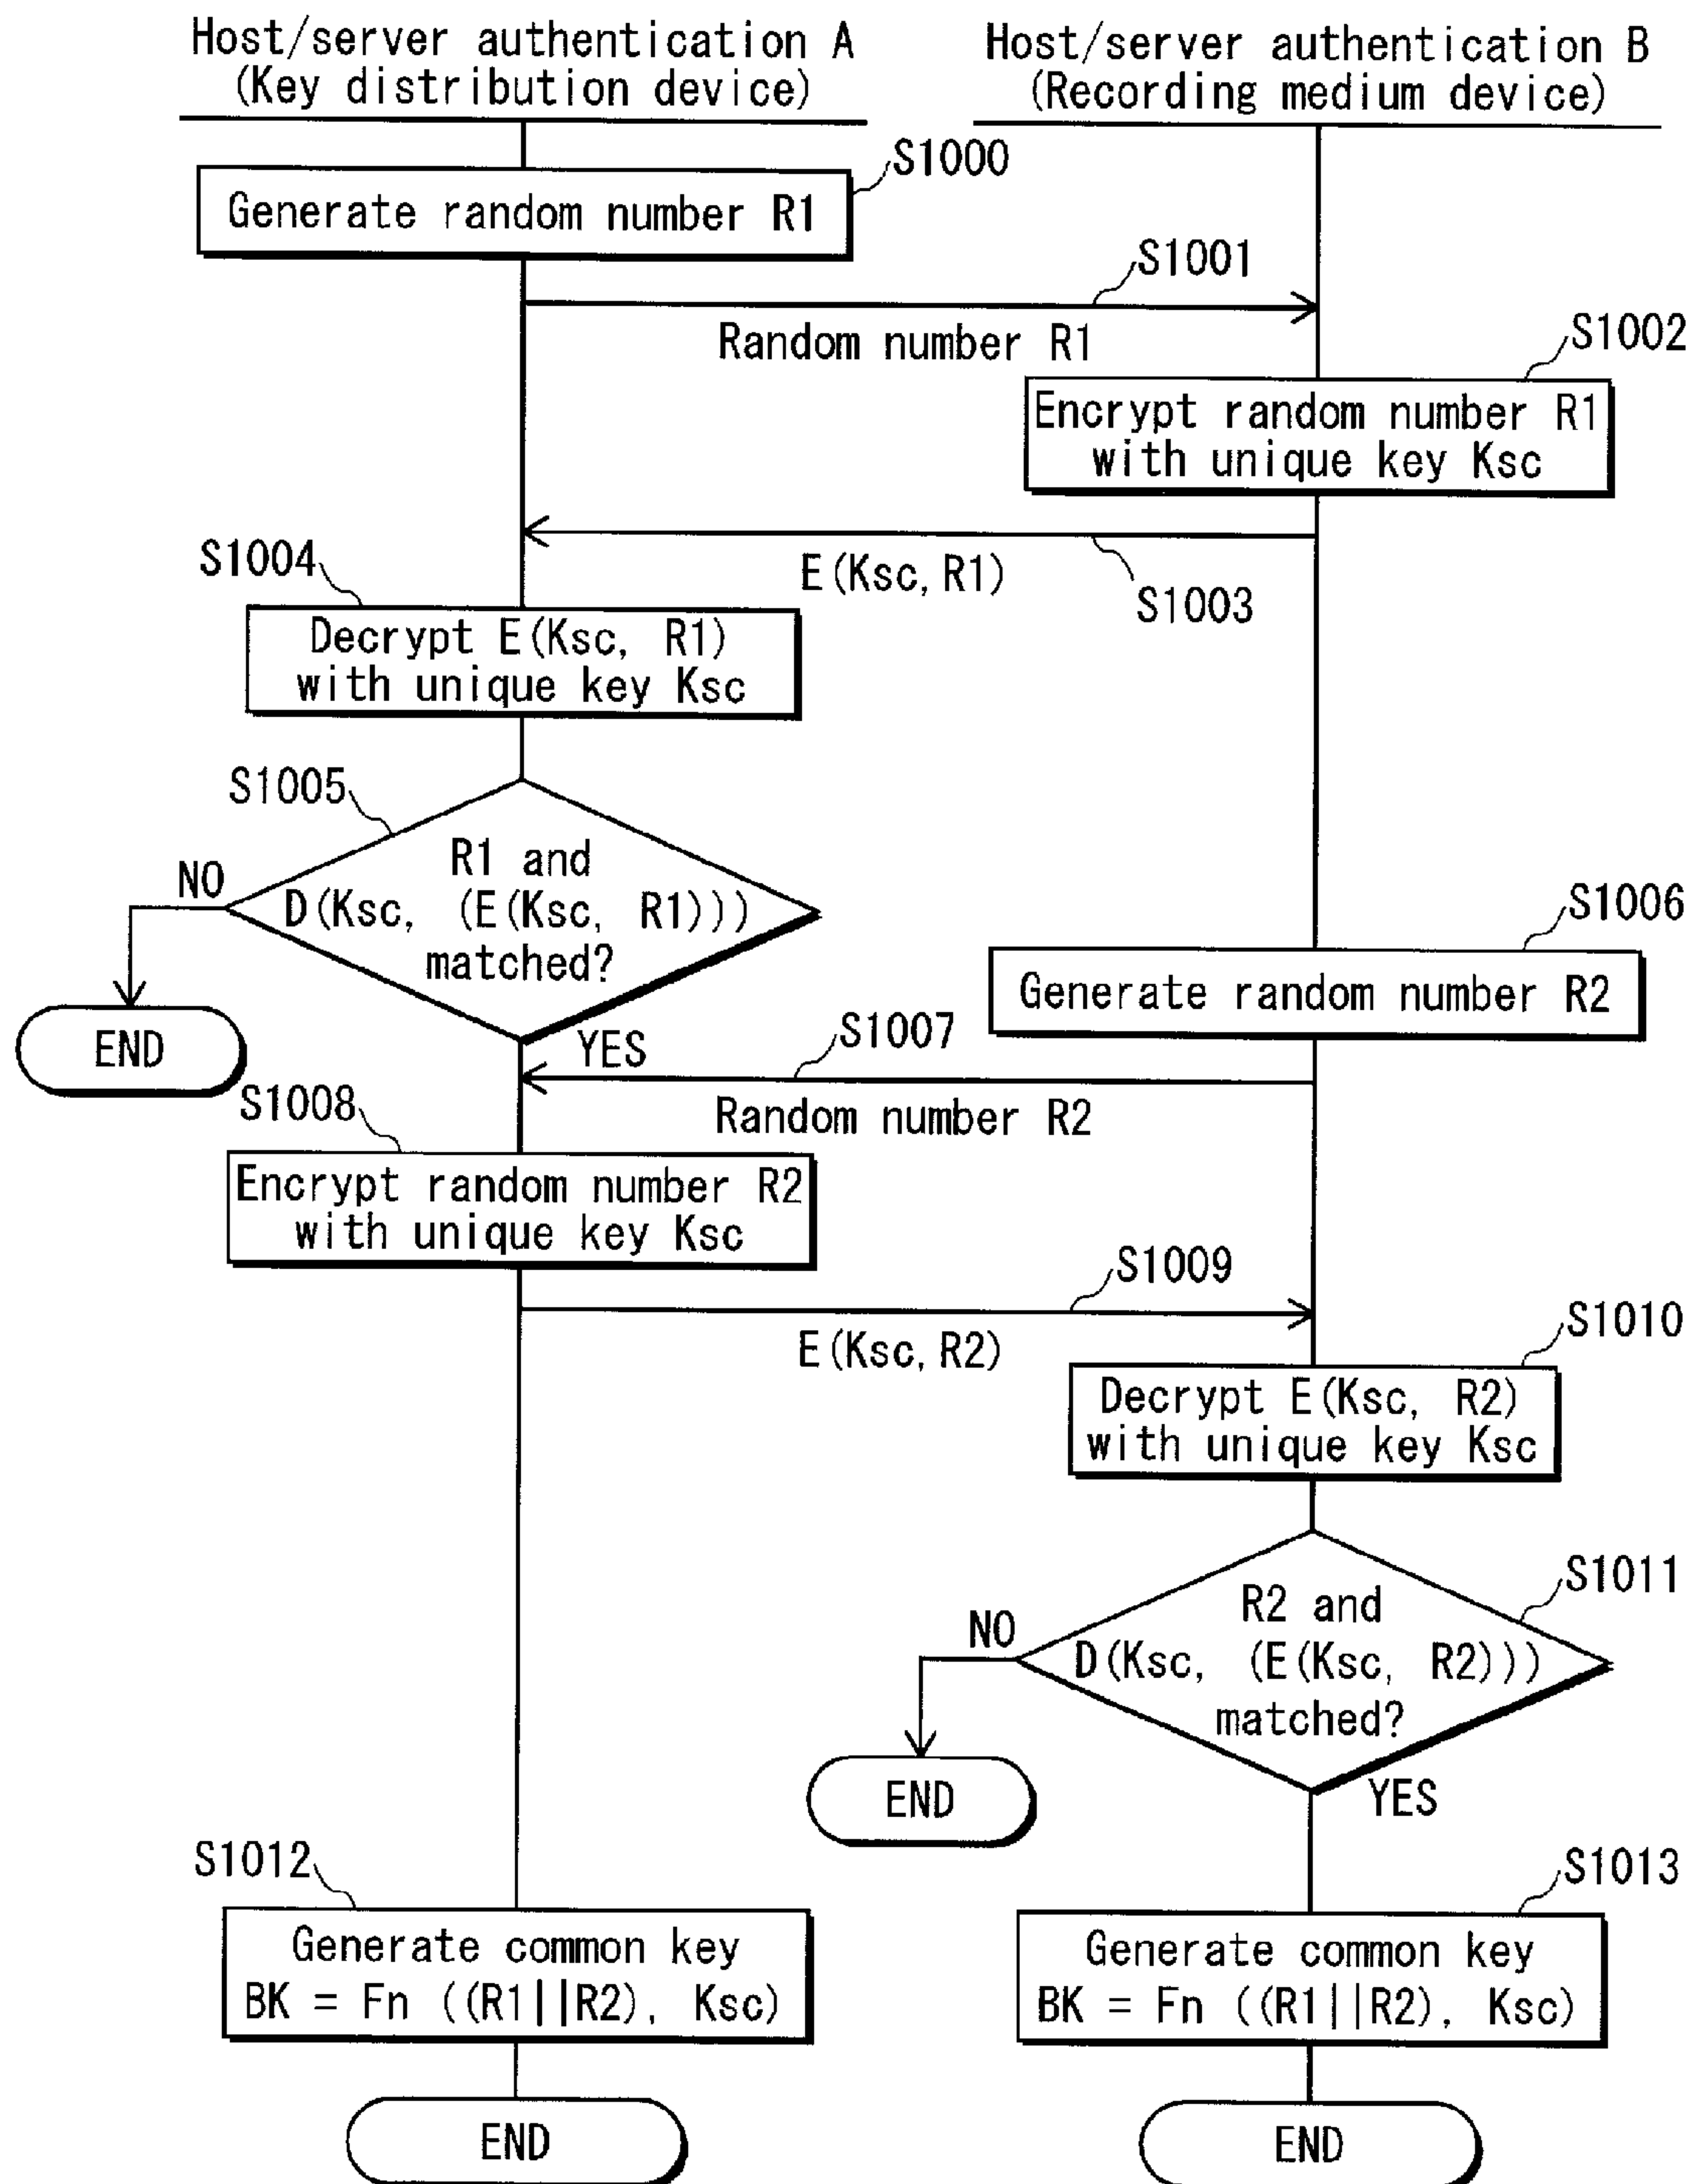 Host/server authentication A
(Key distribution device)
Host/server authentication B
(Recording medium device)
S1000
Generate random number R1
S1001
Random number R1
S1002
Encrypt random number R1
with unique key Ksc
S1003
E(Ksc, R1)
S1004
Decrypt E(Ksc, R1)
with unique key Ksc
S1005
R1 and
D(Ksc, (E(Ksc, R1)))
matched?
NO
END
YES
S1006
Generate random number R2
S1007
Random number R2
S1008
Encrypt random number R2
with unique key Ksc
S1009
E(Ksc, R2)
S1010
Decrypt E(Ksc, R2)
with unique key Ksc
S1011
R2 and
D(Ksc, (E(Ksc, R2)))
matched?
NO
END
YES
S1012
Generate common key
BK = Fn ((R1||R2), Ksc)
END
S1013
Generate common key
BK = Fn ((R1||R2), Ksc)
END